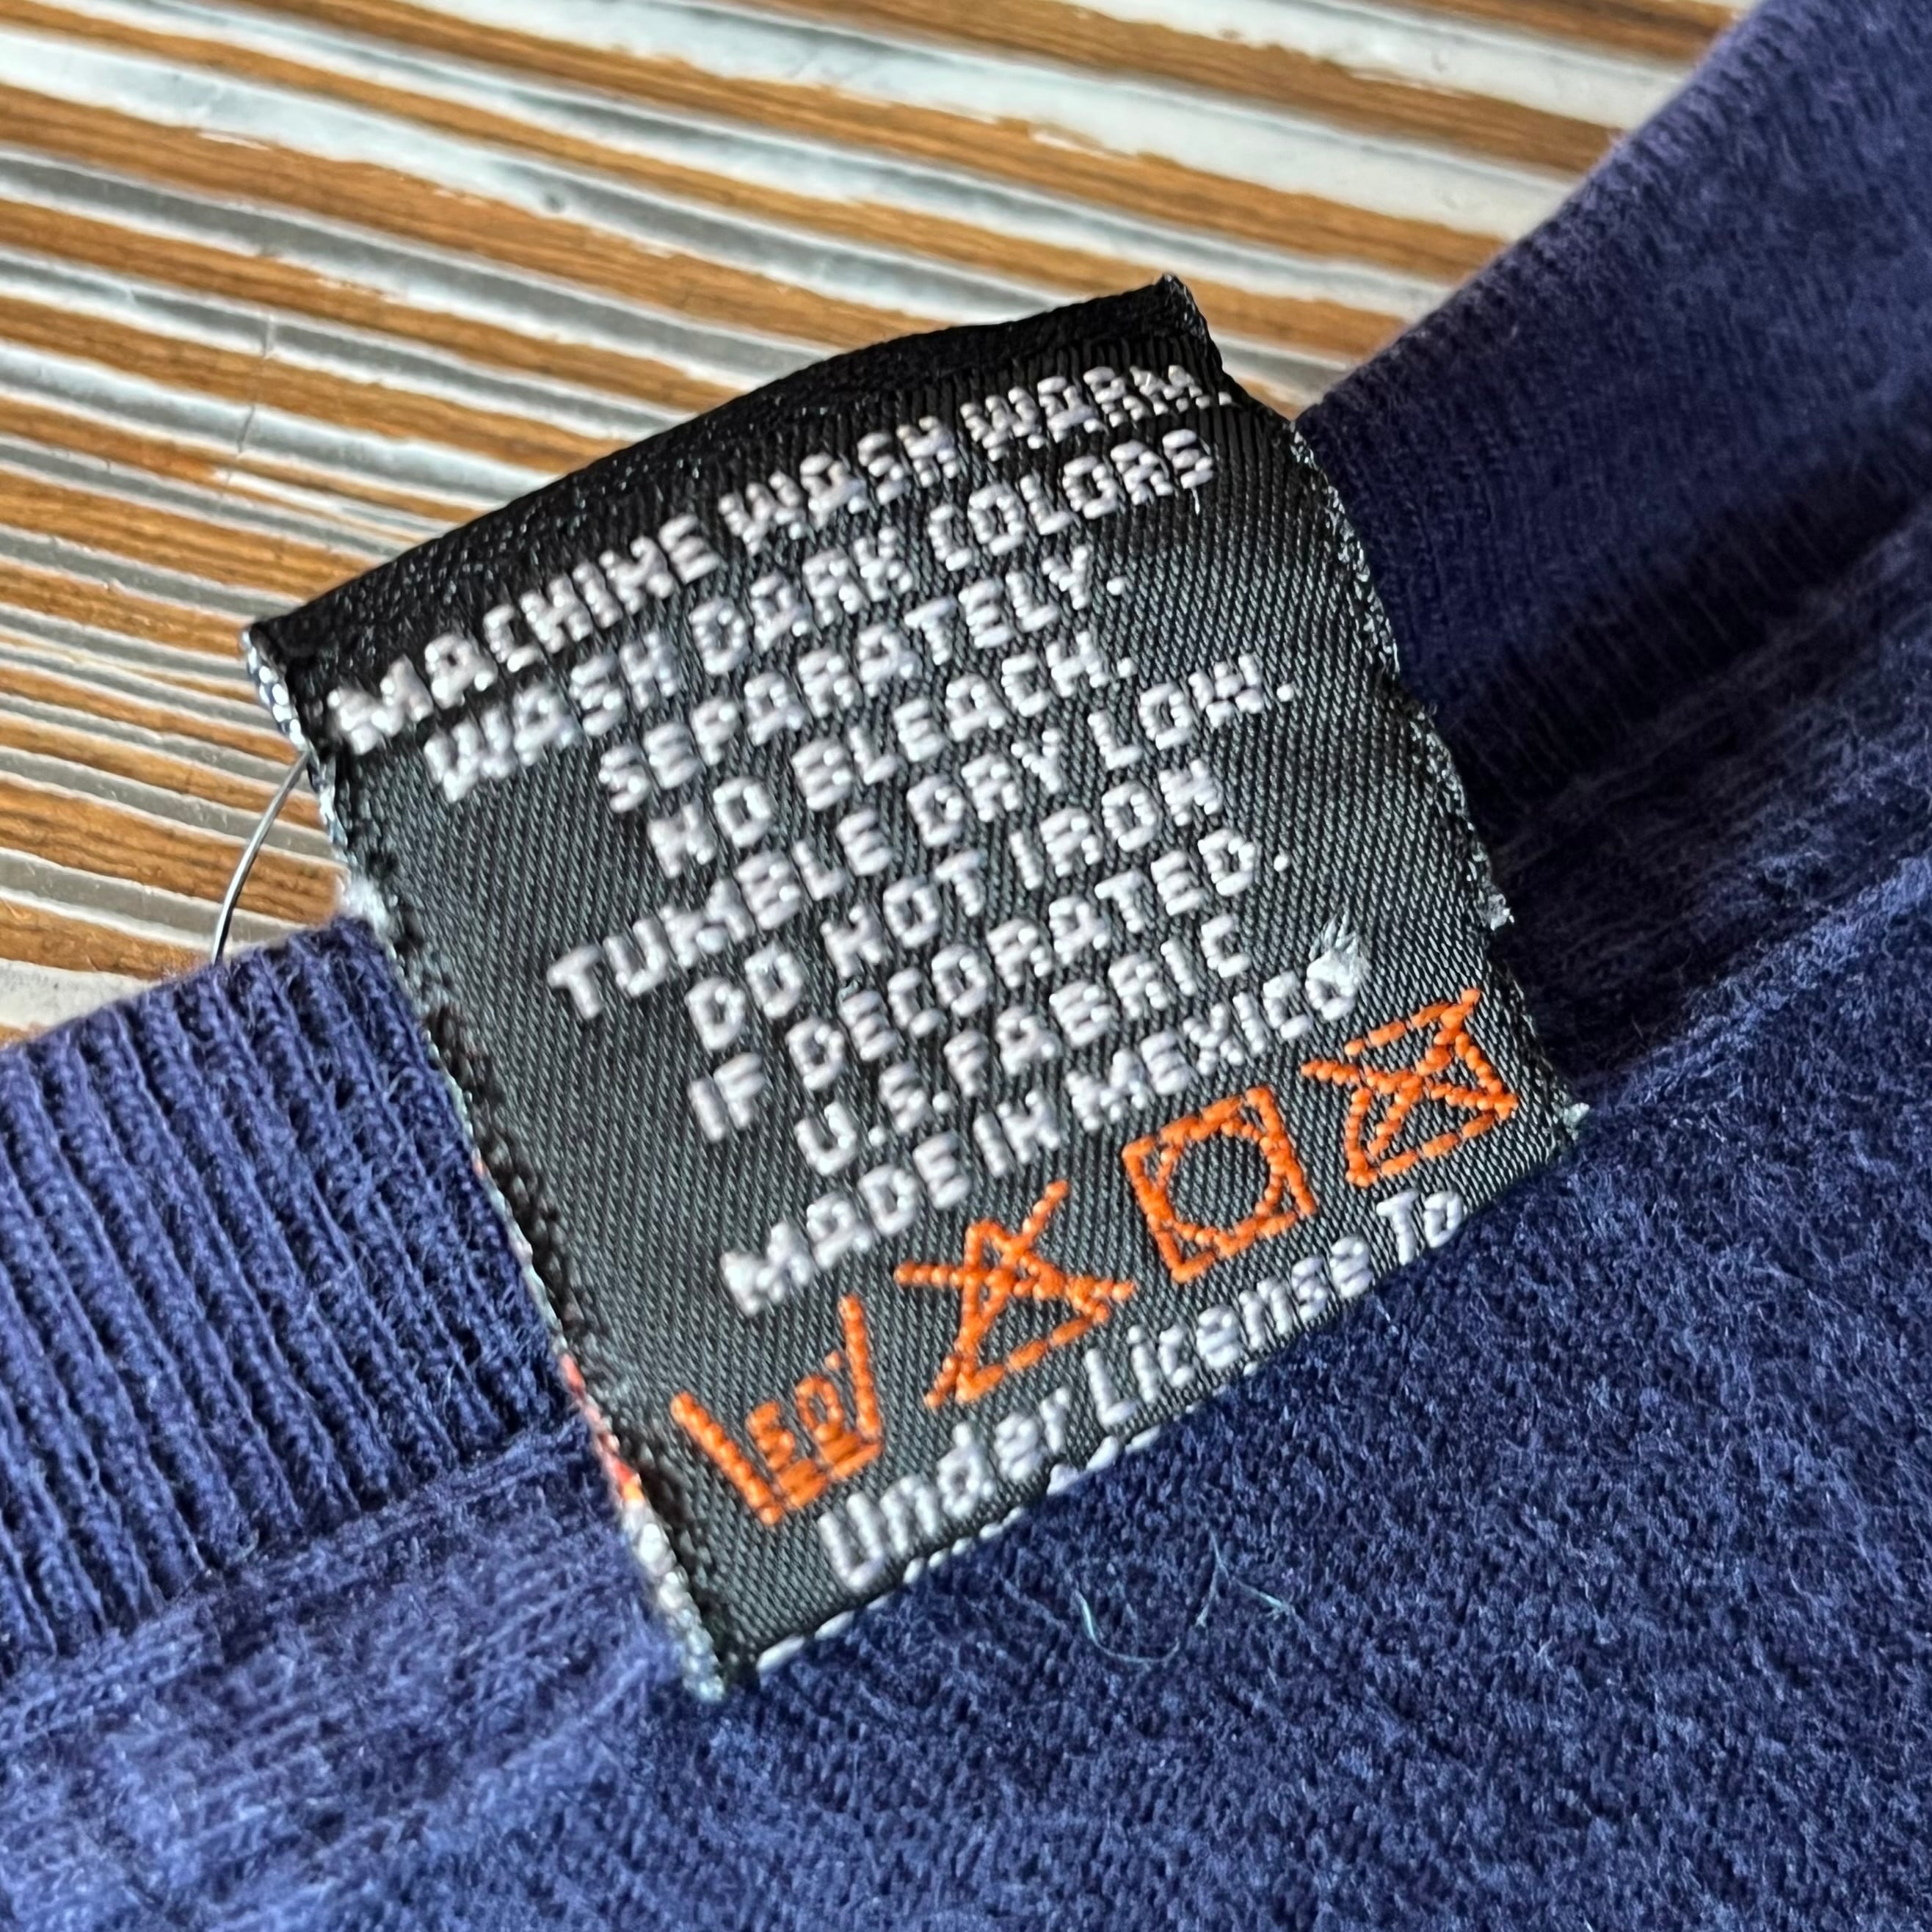 MACHINE WASH WARM.
WASH DARK COLORS
SEPARATELY.
NO BLEACH.
TUMBLE DRY LOW.
DO NOT IRON
IF DECORATED.
U.S. FABRIC
MADE IN MEXICO
50°
Under License To